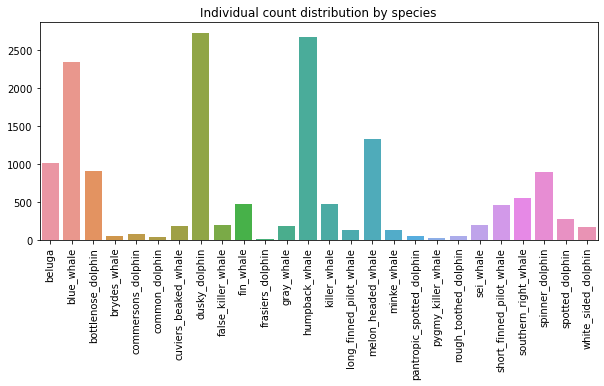 Individual count distribution by species
2500
2000
1500
1000
500
0
beluga
blue_whale
bottlenose_dolphin
brydes_whale
commersons_dolphin
common_dolphin
cuviers_beaked_whale
dusky_dolphin
false_killer_whale
fin_whale
frasiers_dolphin
gray_whale
humpback_whale
killer_whale
long_finned_pilot_whale
melon_headed_whale
minke_whale
pantropic_spotted_dolphin
pygmy_killer_whale
rough_toothed_dolphin
sei_whale
short_finned_pilot_whale
southern_right_whale
spinner_dolphin
spotted_dolphin
white_sided_dolphin